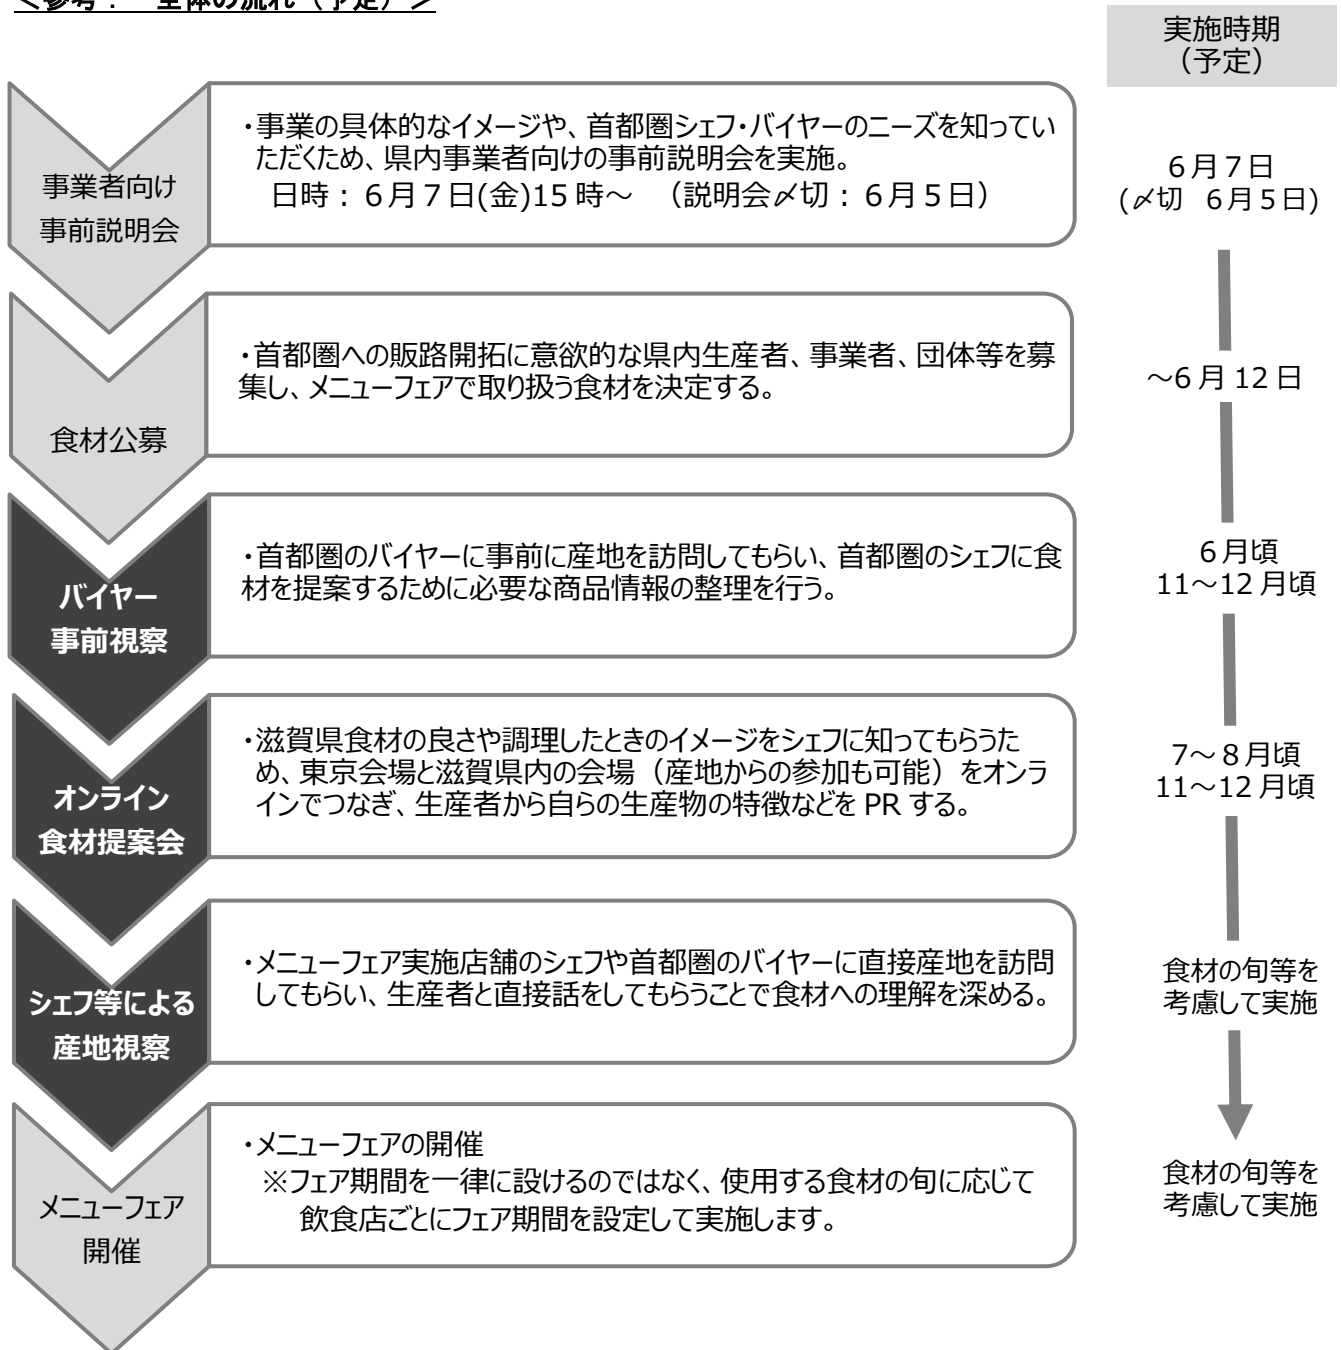 ＜参考： 全体の流れ（予定）＞
実施時期
（予定）
事業者向け
事前説明会
・事業の具体的なイメージや、首都圏シェフ・バイヤーのニーズを知ってい
ただくため、県内事業者向けの事前説明会を実施。
日時：６月７日(金)15時～ （説明会〆切：６月５日）
６月７日
(〆切 ６月５日)
食材公募
・首都圏への販路開拓に意欲的な県内生産者、事業者、団体等を募
集し、メニューフェアで取り扱う食材を決定する。
～6月12日
バイヤー
事前視察
・首都圏のバイヤーに事前に産地を訪問してもらい、首都圏のシェフに食
材を提案するために必要な商品情報の整理を行う。
６月頃
11～12月頃
オンライン
食材提案会
・滋賀県食材の良さや調理したときのイメージをシェフに知ってもらうた
め、東京会場と滋賀県内の会場（産地からの参加も可能）をオンラ
インでつなぎ、生産者から自らの生産物の特徴などをPRする。
7～８月頃
11～12月頃
シェフ等による
産地視察
・メニューフェア実施店舗のシェフや首都圏のバイヤーに直接産地を訪問
してもらい、生産者と直接話をしてもらうことで食材への理解を深める。
食材の旬等を
考慮して実施
メニューフェア
開催
・メニューフェアの開催
※フェア期間を一律に設けるのではなく、使用する食材の旬に応じて
飲食店ごとにフェア期間を設定して実施します。
食材の旬等を
考慮して実施